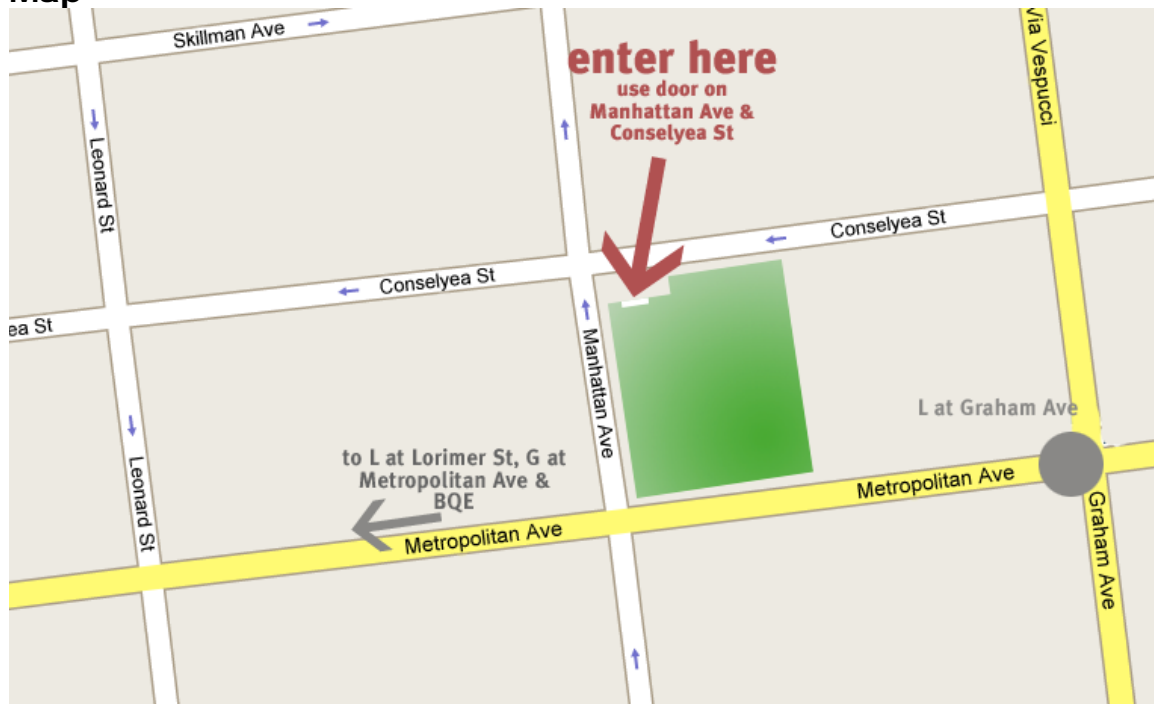 Map
Skillman Ave
enter here
use door on
Manhattan Ave &
Conselyea St
Via Vespucci
Leonard St
Conselyea St
Conselyea St
ea St
Manhattan Ave
L at Graham Ave
to L at Lorimer St, G at
Metropolitan Ave &
BQE
Metropolitan Ave
Metropolitan Ave
Leonard St
Graham Ave